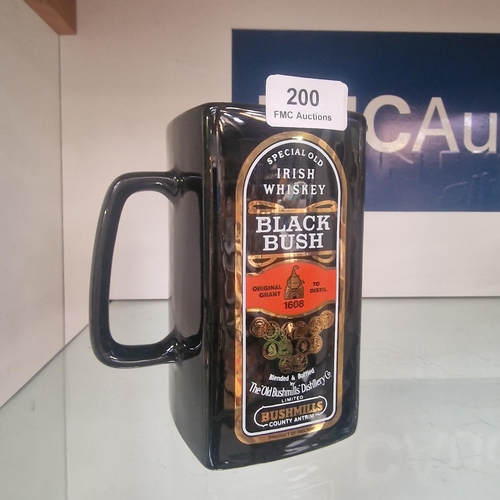 200
FMC Auctions
CAu
SPECIAL OLD
IRISH
WHISKEY
BLACK
BUSH
ORIGINAL GRANT TO DISTIL
1608
Blended & Bottled
by
The Old Bushmills Distillery Co
LIMITED
BUSHMILLS
COUNTY ANTRIM